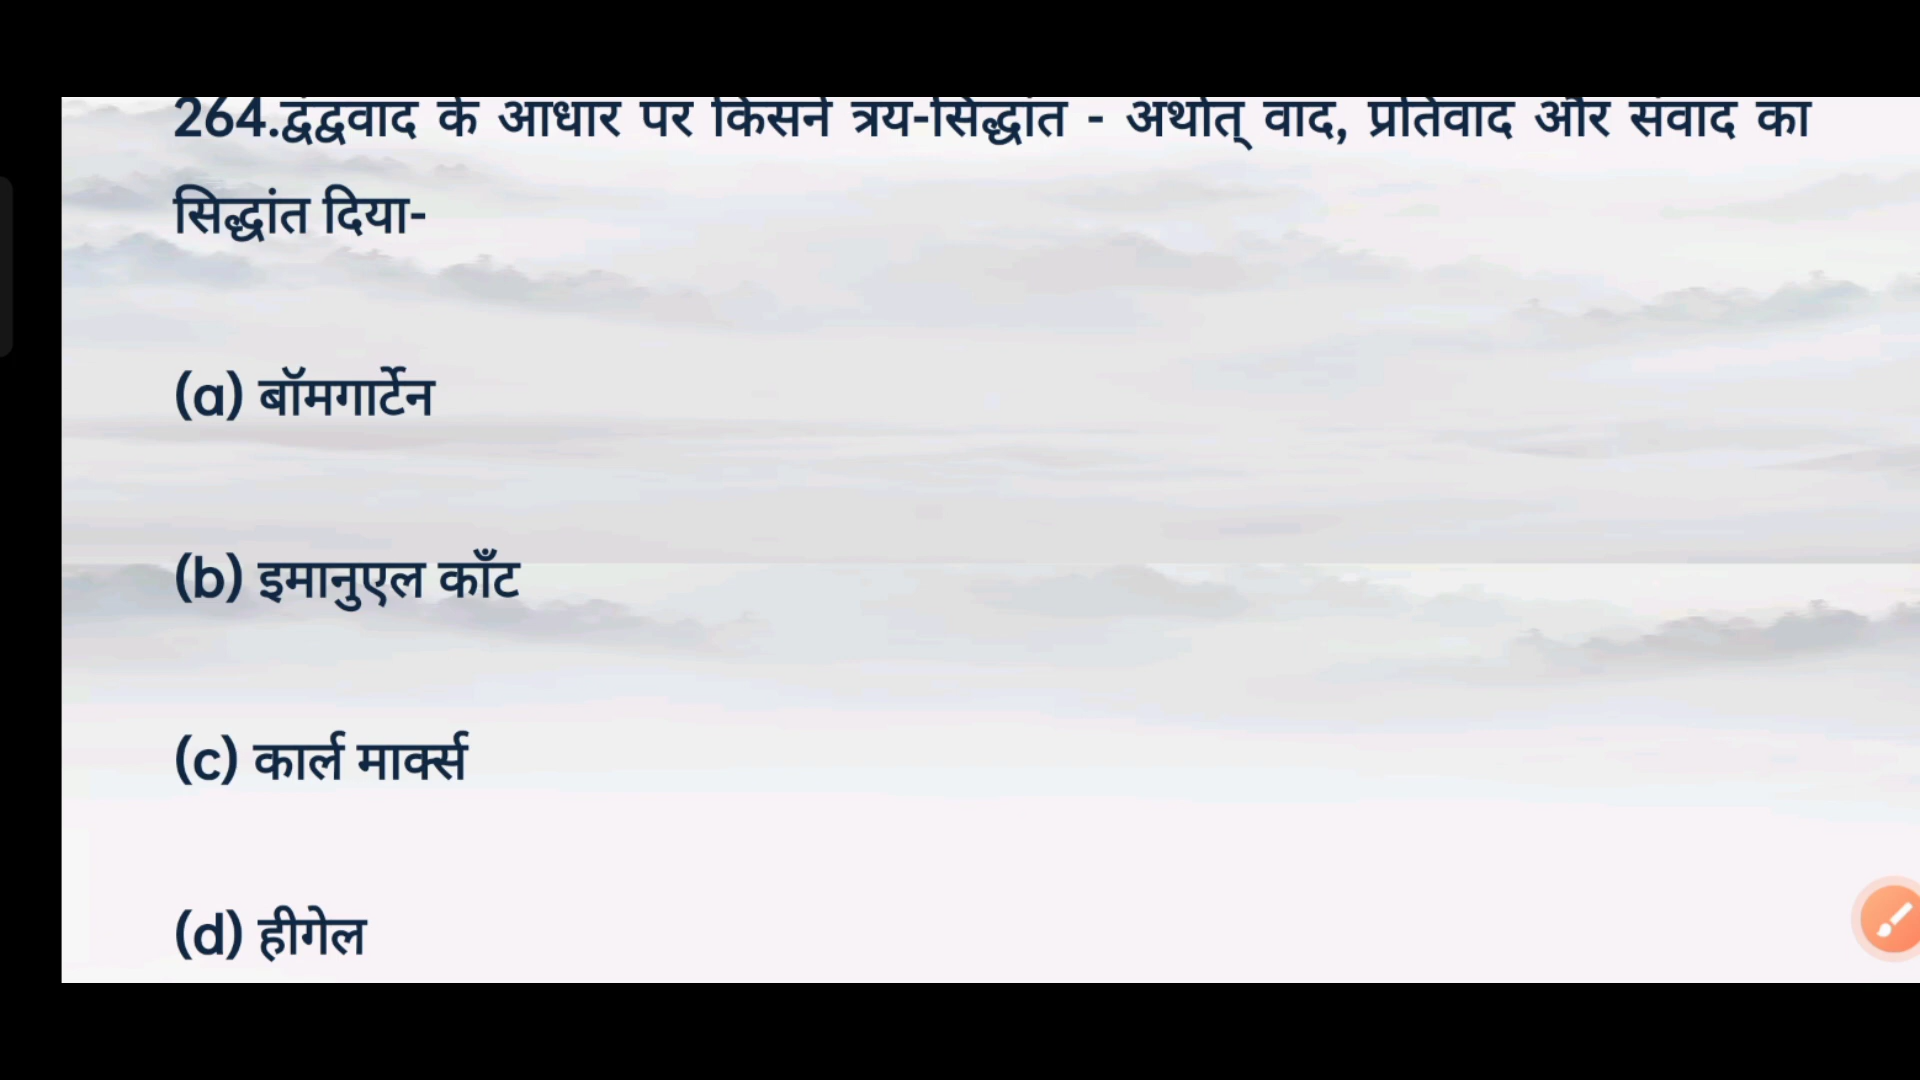 264.द्वंद्ववाद के आधार पर किसने त्रय-सिद्धांत - अर्थात् वाद, प्रतिवाद और संवाद का
सिद्धांत दिया-
(a) बॉमगार्टेन
(b) इमानुएल काँट
(c) कार्ल मार्क्स
(d) हीगेल